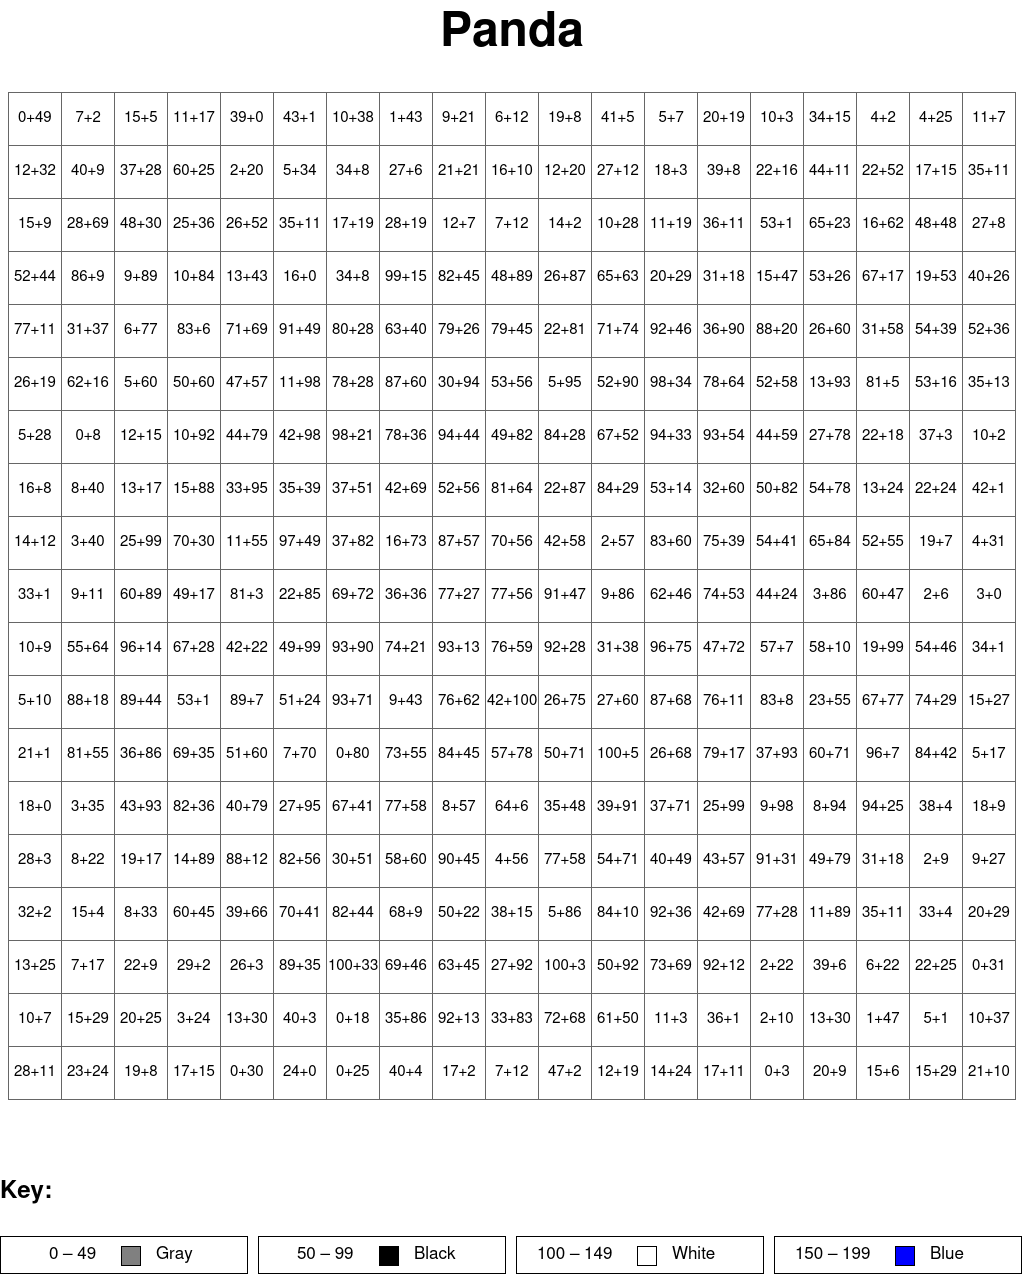 Panda
0+49 7+2 15+5 11+17 39+0 43+1 10+38 1+43 9+21 6+12 19+8 41+5 5+7 20+19 10+3 34+15 4+2 4+25 11+7
12+32 40+9 37+28 60+25 2+20 5+34 34+8 27+6 21+21 16+10 12+20 27+12 18+3 39+8 22+16 44+11 22+52 17+15 35+11
15+9 28+69 48+30 25+36 26+52 35+11 17+19 28+19 12+7 7+12 14+2 10+28 11+19 36+11 53+1 65+23 16+62 48+48 27+8
52+44 86+9 9+89 10+84 13+43 16+0 34+8 99+15 82+45 48+89 26+87 65+63 20+29 31+18 15+47 53+26 67+17 19+53 40+26
77+11 31+37 6+77 83+6 71+69 91+49 80+28 63+40 79+26 79+45 22+81 71+74 92+46 36+90 88+20 26+60 31+58 54+39 52+36
26+19 62+16 5+60 50+60 47+57 11+98 78+28 87+60 30+94 53+56 5+95 52+90 98+34 78+64 52+58 13+93 81+5 53+16 35+13
5+28 0+8 12+15 10+92 44+79 42+98 98+21 78+36 94+44 49+82 84+28 67+52 94+33 93+54 44+59 27+78 22+18 37+3 10+2
16+8 8+40 13+17 15+88 33+95 35+39 37+51 42+69 52+56 81+64 22+87 84+29 53+14 32+60 50+82 54+78 13+24 22+24 42+1
14+12 3+40 25+99 70+30 11+55 97+49 37+82 16+73 87+57 70+56 42+58 2+57 83+60 75+39 54+41 65+84 52+55 19+7 4+31
33+1 9+11 60+89 49+17 81+3 22+85 69+72 36+36 77+27 77+56 91+47 9+86 62+46 74+53 44+24 3+86 60+47 2+6 3+0
10+9 55+64 96+14 67+28 42+22 49+99 93+90 74+21 93+13 76+59 92+28 31+38 96+75 47+72 57+7 58+10 19+99 54+46 34+1
5+10 88+18 89+44 53+1 89+7 51+24 93+71 9+43 76+62 42+100 26+75 27+60 87+68 76+11 83+8 23+55 67+77 74+29 15+27
21+1 81+55 36+86 69+35 51+60 7+70 0+80 73+55 84+45 57+78 50+71 100+5 26+68 79+17 37+93 60+71 96+7 84+42 5+17
18+0 3+35 43+93 82+36 40+79 27+95 67+41 77+58 8+57 64+6 35+48 39+91 37+71 25+99 9+98 8+94 94+25 38+4 18+9
28+3 8+22 19+17 14+89 88+12 82+56 30+51 58+60 90+45 4+56 77+58 54+71 40+49 43+57 91+31 49+79 31+18 2+9 9+27
32+2 15+4 8+33 60+45 39+66 70+41 82+44 68+9 50+22 38+15 5+86 84+10 92+36 42+69 77+28 11+89 35+11 33+4 20+29
13+25 7+17 22+9 29+2 26+3 89+35 100+33 69+46 63+45 27+92 100+3 50+92 73+69 92+12 2+22 39+6 6+22 22+25 0+31
10+7 15+29 20+25 3+24 13+30 40+3 0+18 35+86 92+13 33+83 72+68 61+50 11+3 36+1 2+10 13+30 1+47 5+1 10+37
28+11 23+24 19+8 17+15 0+30 24+0 0+25 40+4 17+2 7+12 47+2 12+19 14+24 17+11 0+3 20+9 15+6 15+29 21+10
Key:
0 – 49 Gray 50 – 99 Black 100 – 149 White 150 – 199 Blue